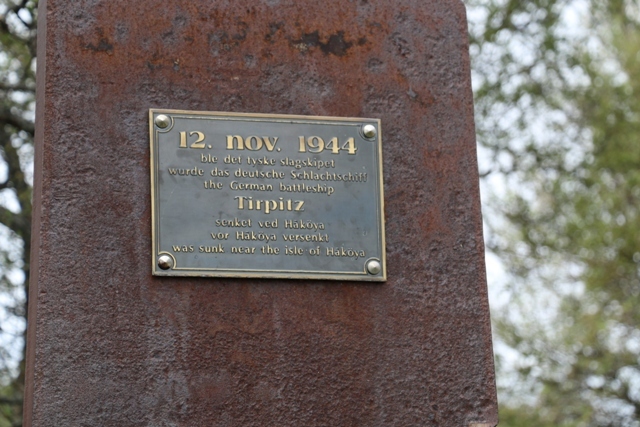 12. nov. 1944
ble det tyske slagskipet
wurde das deutsche Schlachtschiff
the German battleship
Tirpitz
senket ved Håkøya
vor Håkøya versenkt
was sunk near the isle of Håkøya